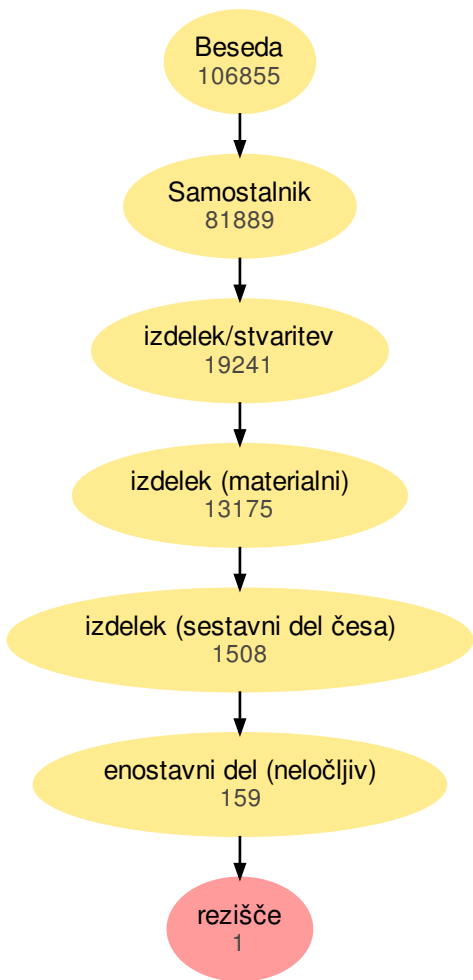 Beseda
106855
Samostalnik
81889
izdelek/stvaritev
19241
izdelek (materialni)
13175
izdelek (sestavni del česa)
1508
enostavni del (neločljiv)
159
rezišče
1